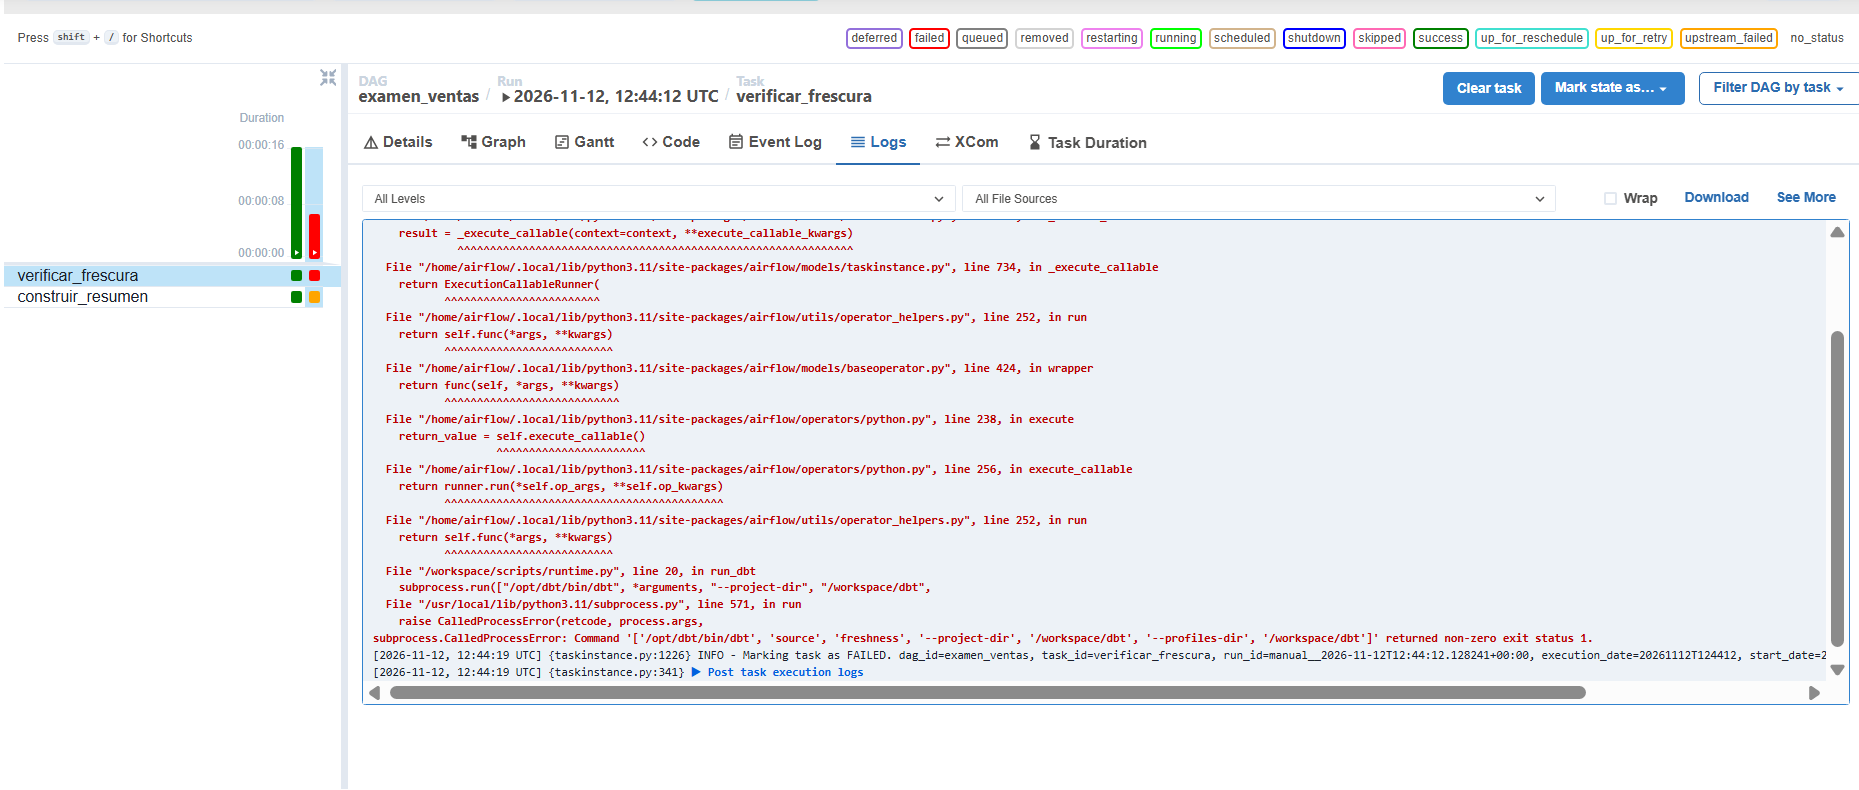 Press shift + / for Shortcuts
deferred failed queued removed restarting running scheduled shutdown skipped success up_for_reschedule up_for_retry upstream_failed no_status
DAG
examen_ventas / Run
2026-11-12, 12:44:12 UTC / Task
verificar_frescura
Clear task
Mark state as…
Filter DAG by task
Duration
00:00:16
00:00:08
00:00:00
verificar_frescura
construir_resumen
Details
Graph
Gantt
Code
Event Log
Logs
XCom
Task Duration
All Levels
All File Sources
Wrap
Download
See More
result = _execute_callable(context=context, **execute_callable_kwargs)
^^^^^^^^^^^^^^^^^^^^^^^^^^^^^^^^^^^^^^^^^^^^^^^^^^^^^^^^^^^^^
File "/home/airflow/.local/lib/python3.11/site-packages/airflow/models/taskinstance.py", line 734, in _execute_callable
return ExecutionCallableRunner(
^^^^^^^^^^^^^^^^^^^^^^^^
File "/home/airflow/.local/lib/python3.11/site-packages/airflow/utils/operator_helpers.py", line 252, in run
return self.func(*args, **kwargs)
^^^^^^^^^^^^^^^^^^^^^^^^^^
File "/home/airflow/.local/lib/python3.11/site-packages/airflow/models/baseoperator.py", line 424, in wrapper
return func(self, *args, **kwargs)
^^^^^^^^^^^^^^^^^^^^^^^^^^^
File "/home/airflow/.local/lib/python3.11/site-packages/airflow/operators/python.py", line 238, in execute
return_value = self.execute_callable()
^^^^^^^^^^^^^^^^^^^^^^^
File "/home/airflow/.local/lib/python3.11/site-packages/airflow/operators/python.py", line 256, in execute_callable
return runner.run(*self.op_args, **self.op_kwargs)
^^^^^^^^^^^^^^^^^^^^^^^^^^^^^^^^^^^^^^^^^^^
File "/home/airflow/.local/lib/python3.11/site-packages/airflow/utils/operator_helpers.py", line 252, in run
return self.func(*args, **kwargs)
^^^^^^^^^^^^^^^^^^^^^^^^^^
File "/workspace/scripts/runtime.py", line 20, in run_dbt
subprocess.run(["/opt/dbt/bin/dbt", *arguments, "--project-dir", "/workspace/dbt",
File "/usr/local/lib/python3.11/subprocess.py", line 571, in run
raise CalledProcessError(retcode, process.args,
subprocess.CalledProcessError: Command '['/opt/dbt/bin/dbt', 'source', 'freshness', '--project-dir', '/workspace/dbt', '--profiles-dir', '/workspace/dbt']' returned non-zero exit status 1.
[2026-11-12, 12:44:19 UTC] {taskinstance.py:1226} INFO - Marking task as FAILED. dag_id=examen_ventas, task_id=verificar_frescura, run_id=manual__2026-11-12T12:44:12.128241+00:00, execution_date=20261112T124412, start_date=2
[2026-11-12, 12:44:19 UTC] {taskinstance.py:341} ▶ Post task execution logs